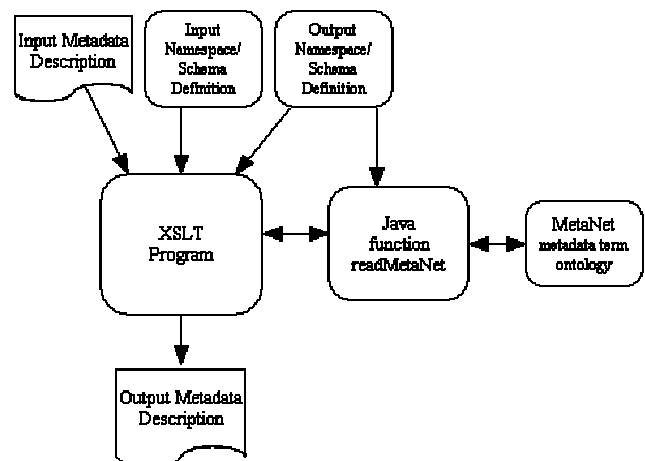 Input Metadata
Description
Input
Namespace/
Schema
Definition
Output
Namespace/
Schema
Definition
XSLT
Program
Java
function
readMetaNet
MetaNet
metadata term
ontology
Output Metadata
Description